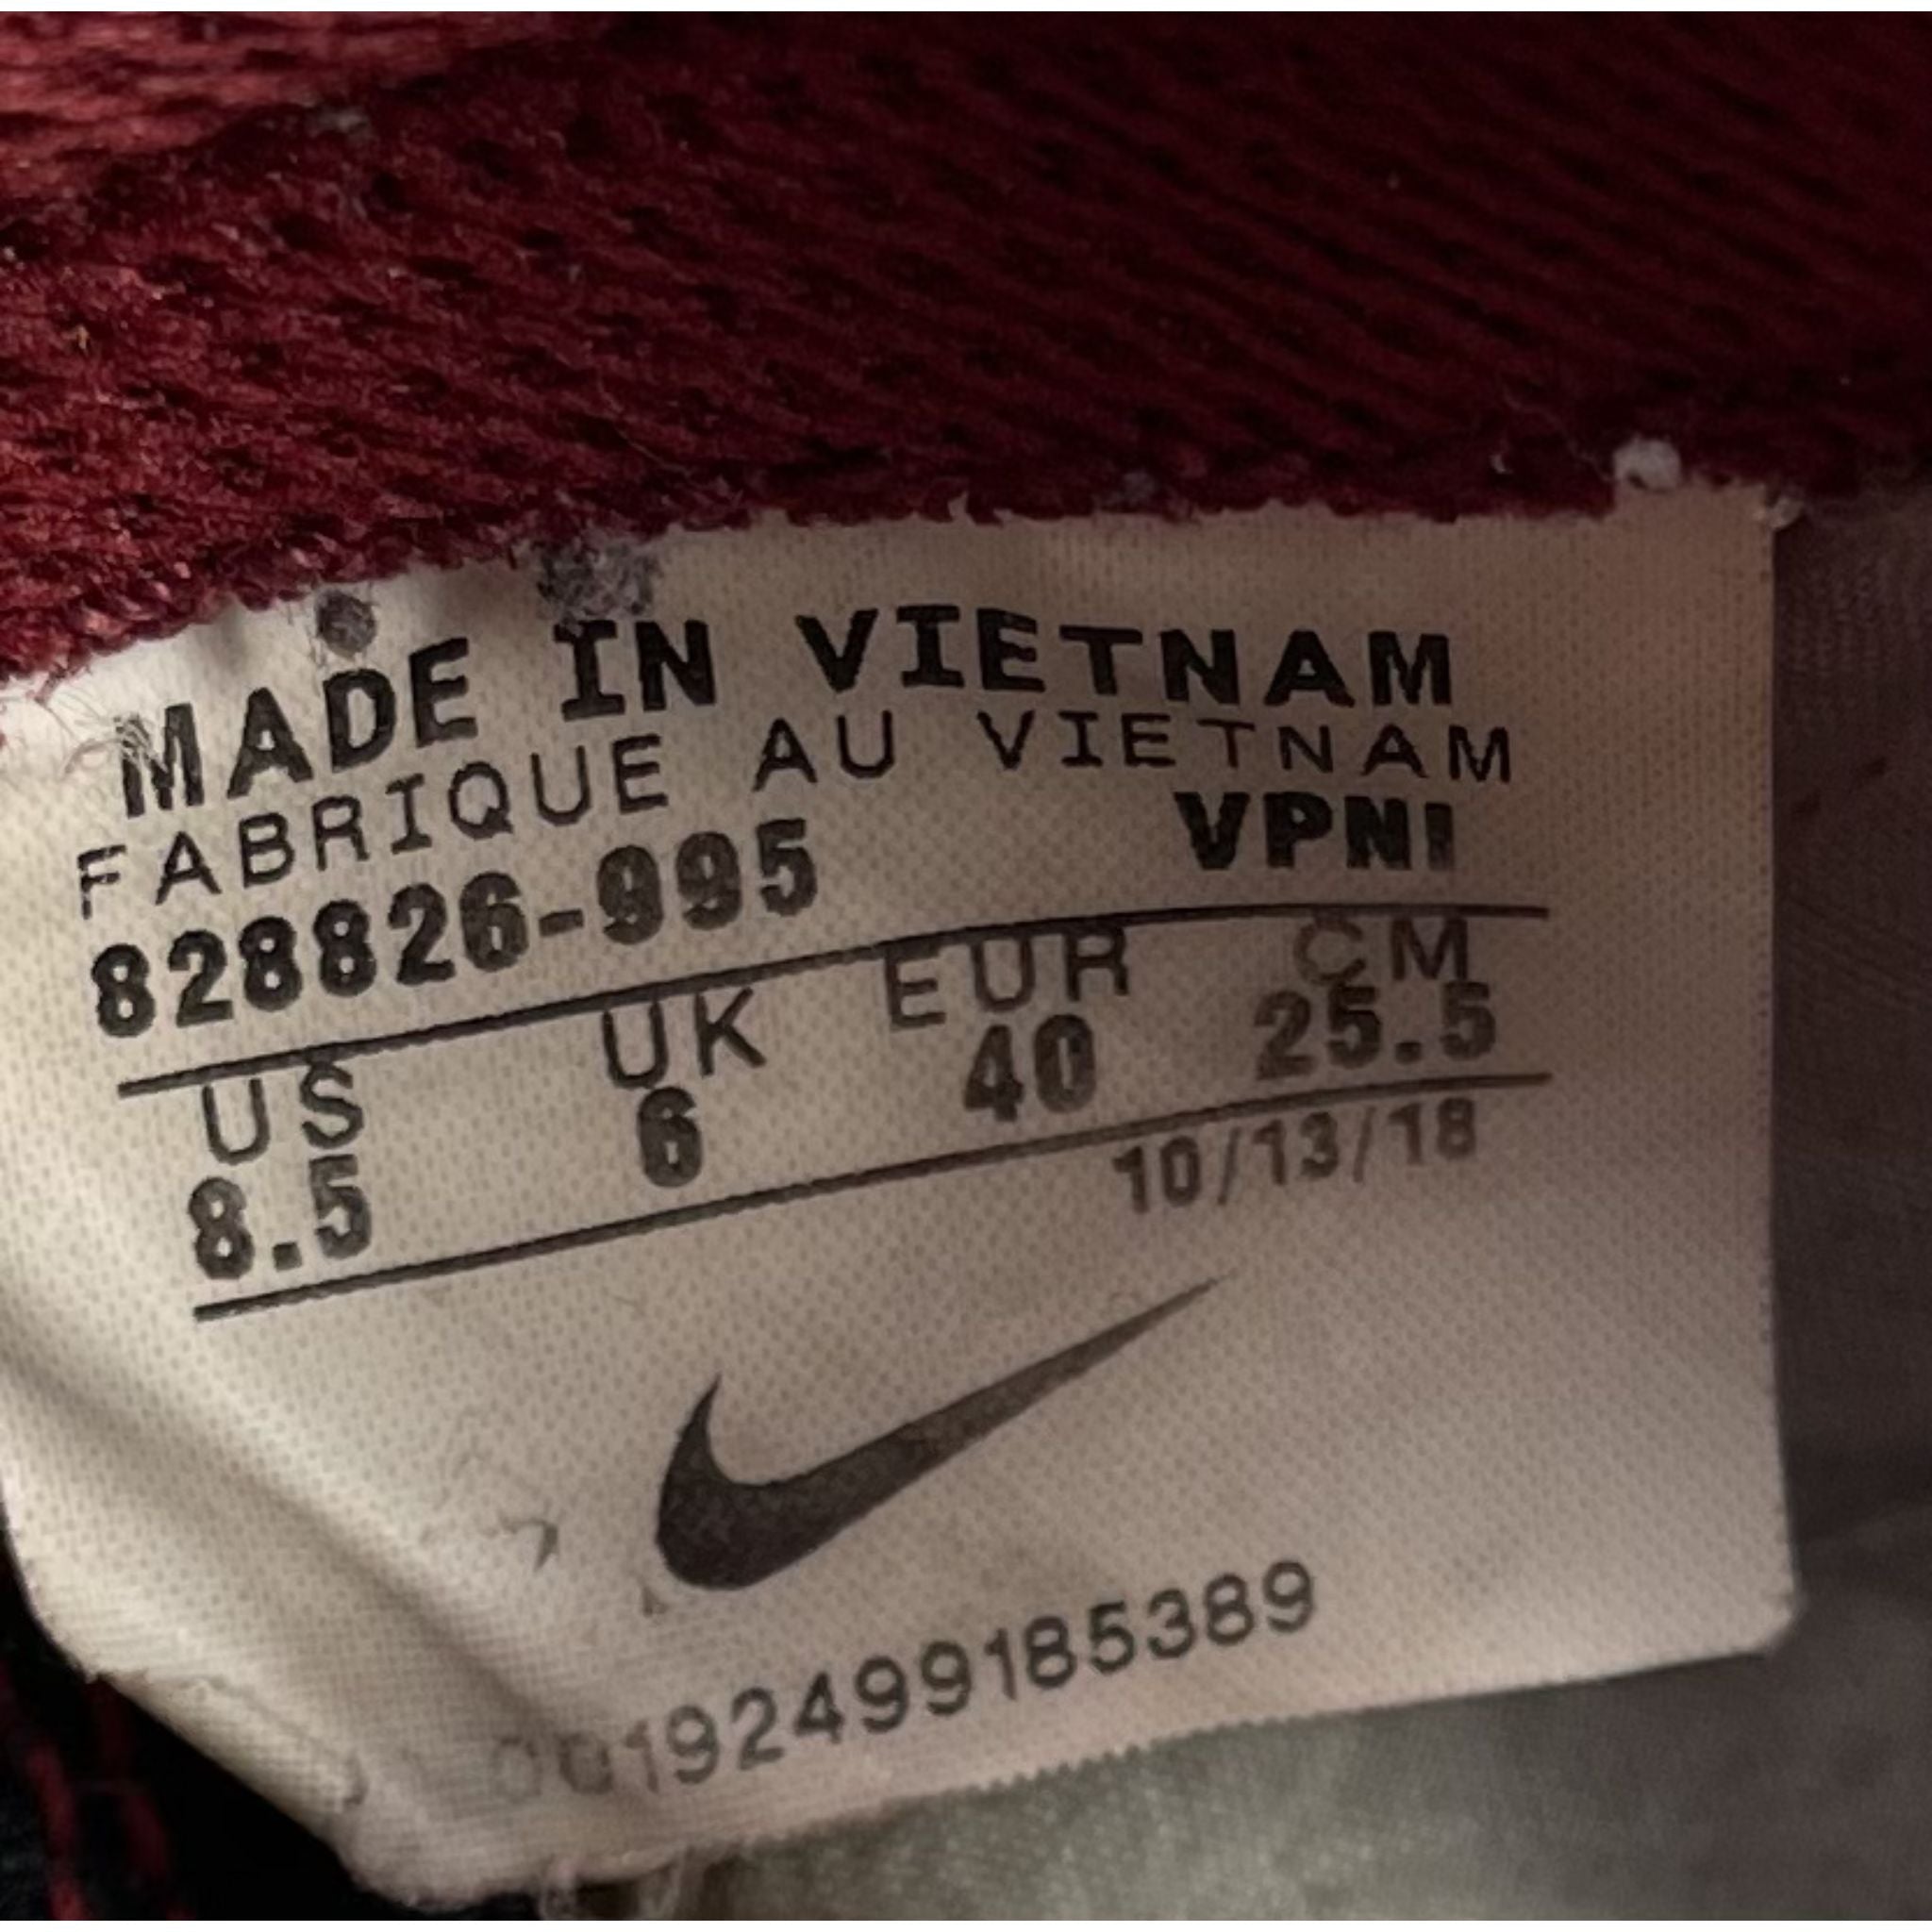 MADE IN VIETNAM
FABRIQUE AU VIETNAM
828826-995 VPNI
US UK EUR CM
8.5 6 40 25.5
10/13/18
00192499185389